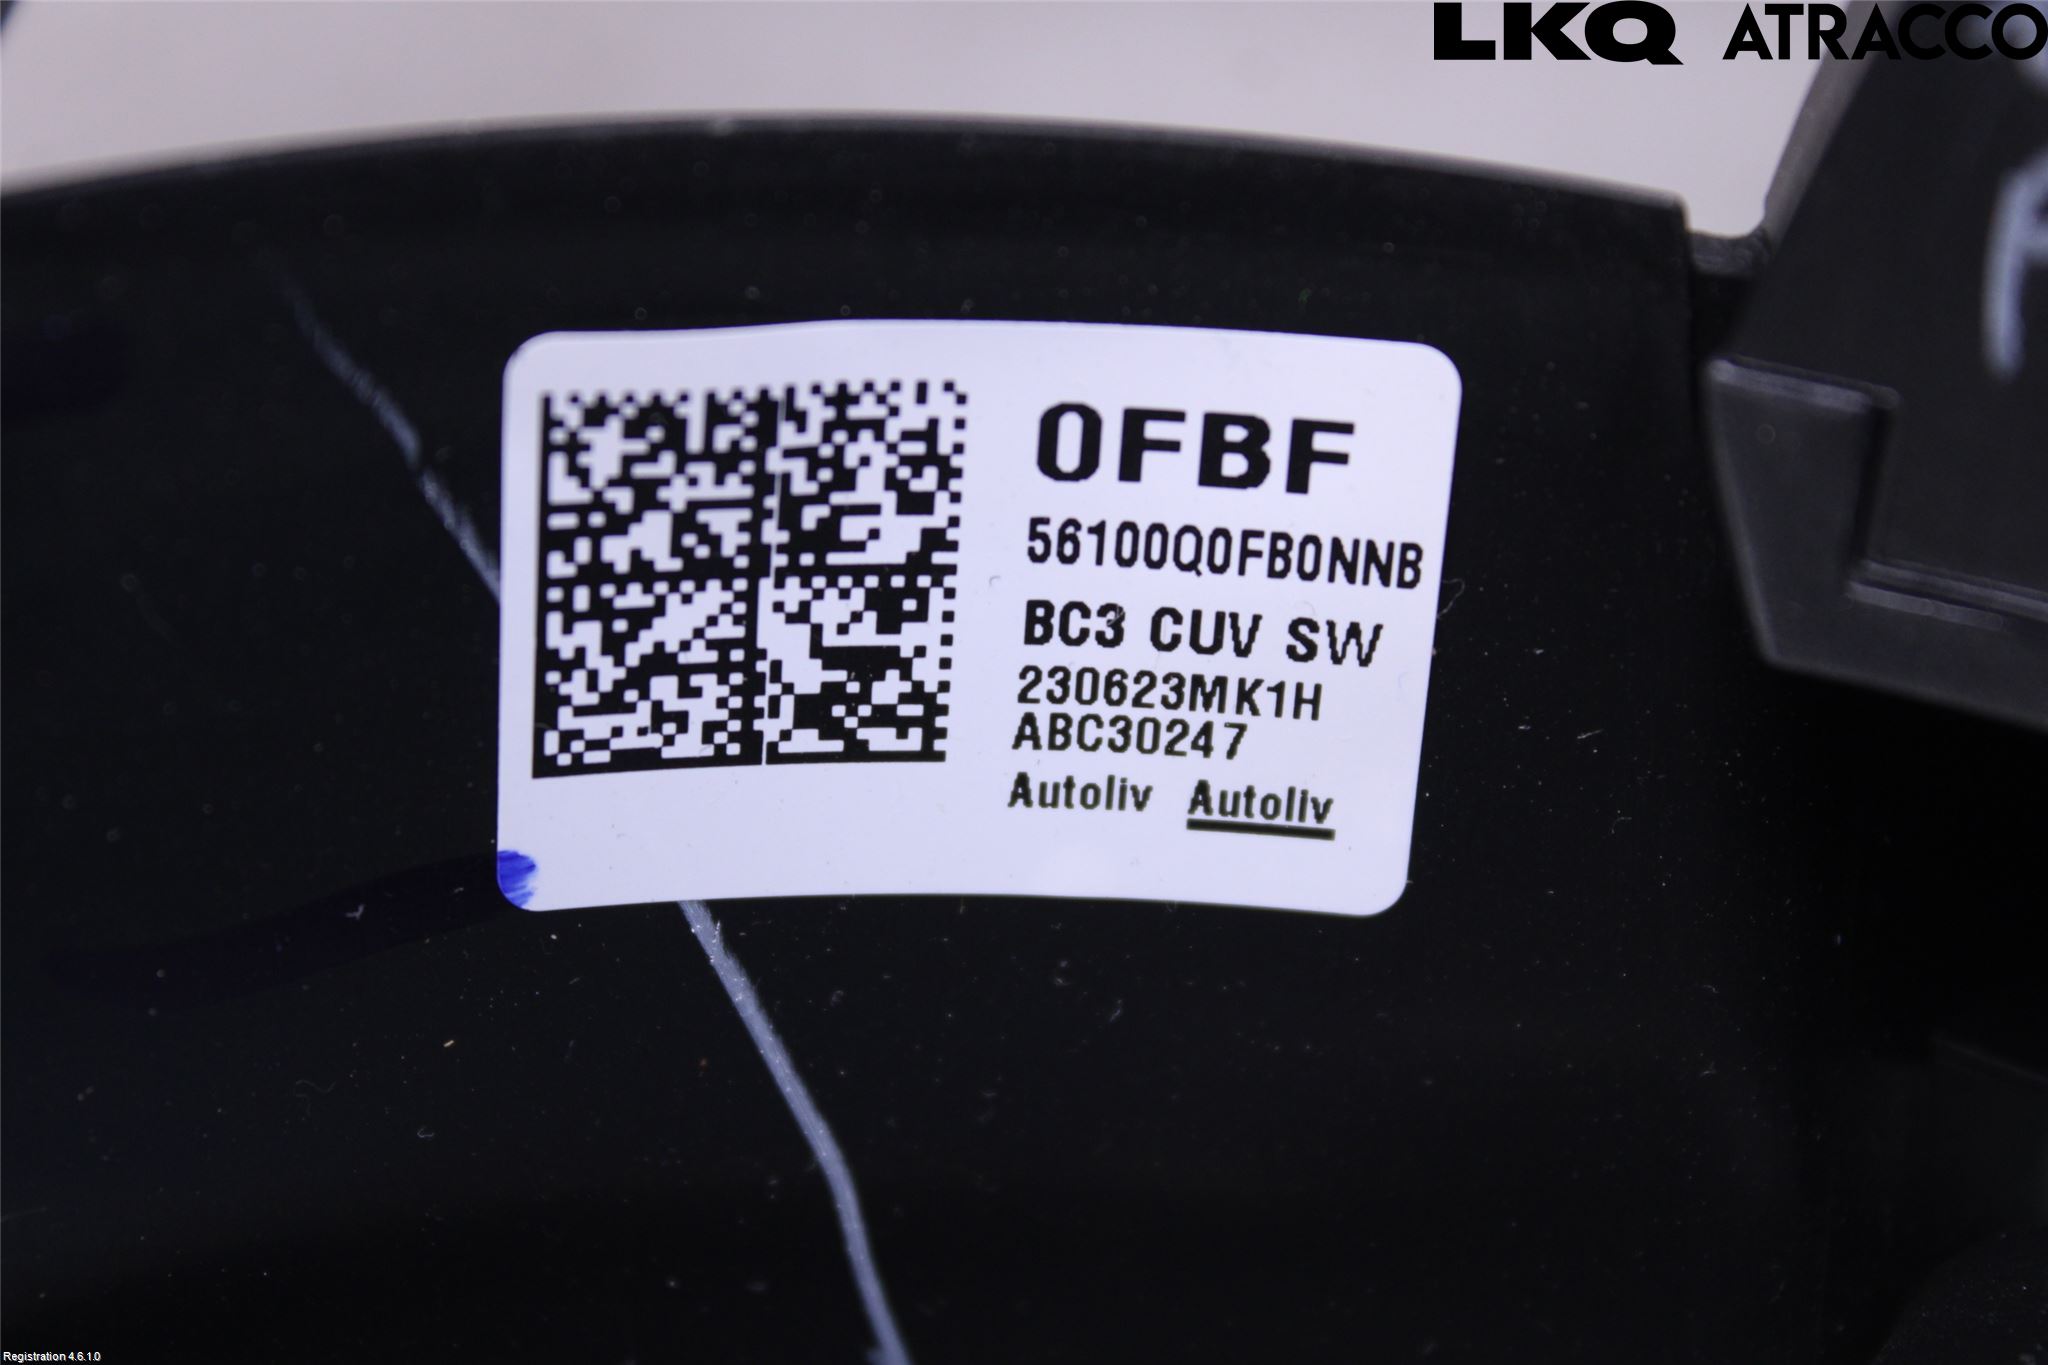 LKQ ATRACCO
0FBF
56100Q0FB0NNB
BC3 CUV SW
230623MK1H
ABC30247
Autoliv Autoliv
Registration 4.6.1.0